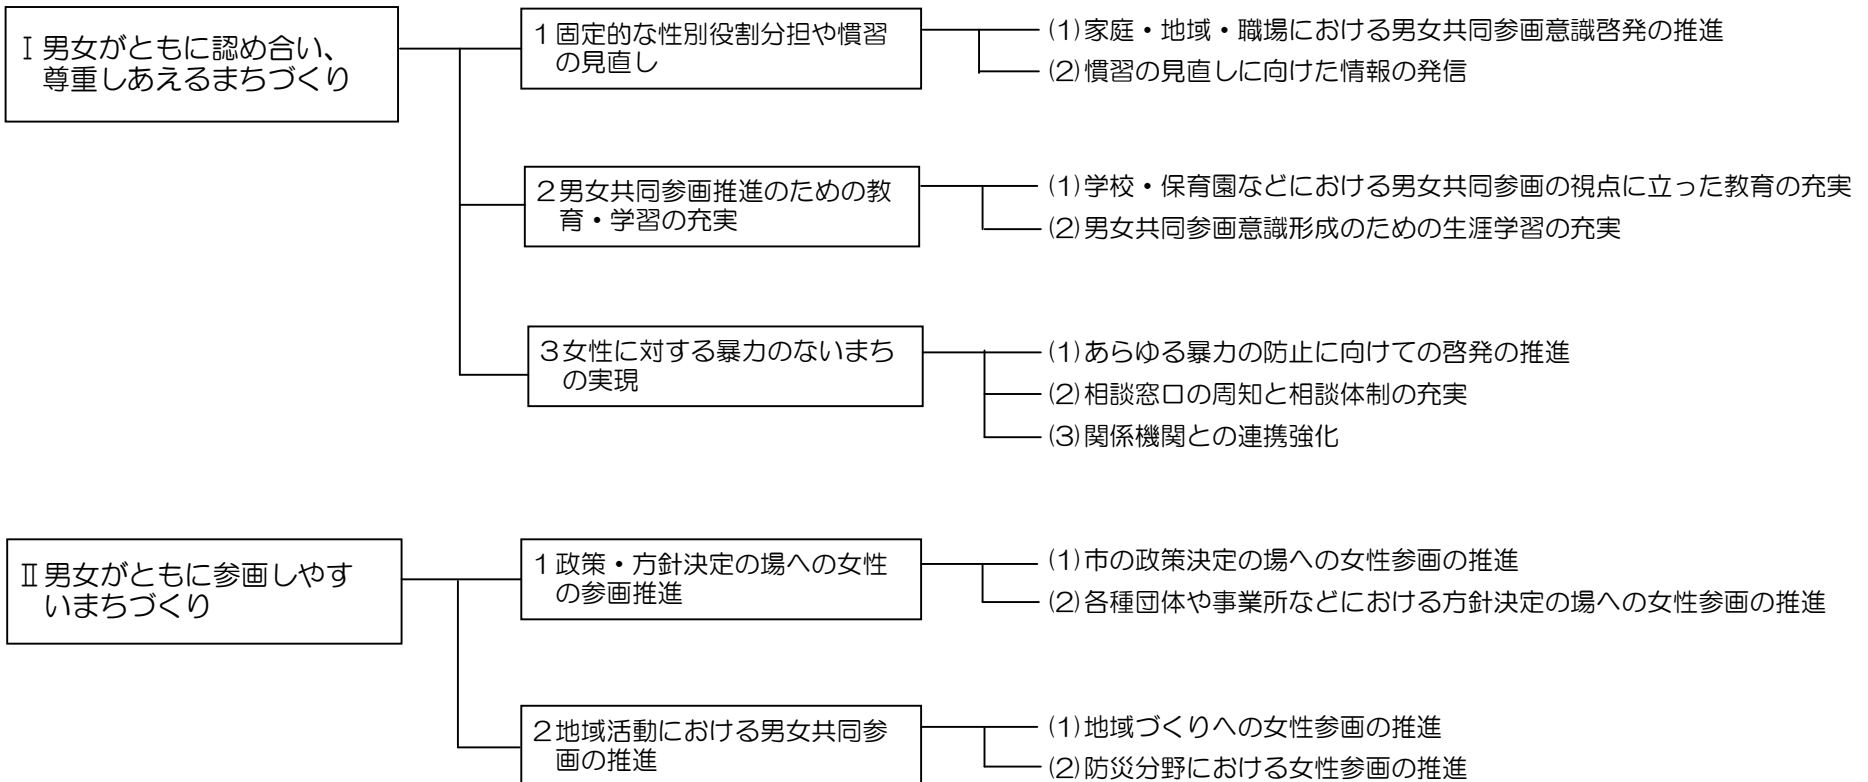 Ⅰ男女がともに認め合い、
尊重しあえるまちづくり
1固定的な性別役割分担や慣習
の見直し
(1)家庭・地域・職場における男女共同参画意識啓発の推進
(2)慣習の見直しに向けた情報の発信
2男女共同参画推進のための教
育・学習の充実
(1)学校・保育園などにおける男女共同参画の視点に立った教育の充実
(2)男女共同参画意識形成のための生涯学習の充実
3女性に対する暴力のないまち
の実現
(1)あらゆる暴力の防止に向けての啓発の推進
(2)相談窓口の周知と相談体制の充実
(3)関係機関との連携強化
Ⅱ男女がともに参画しやす
いまちづくり
1政策・方針決定の場への女性
の参画推進
(1)市の政策決定の場への女性参画の推進
(2)各種団体や事業所などにおける方針決定の場への女性参画の推進
2地域活動における男女共同参
画の推進
(1)地域づくりへの女性参画の推進
(2)防災分野における女性参画の推進